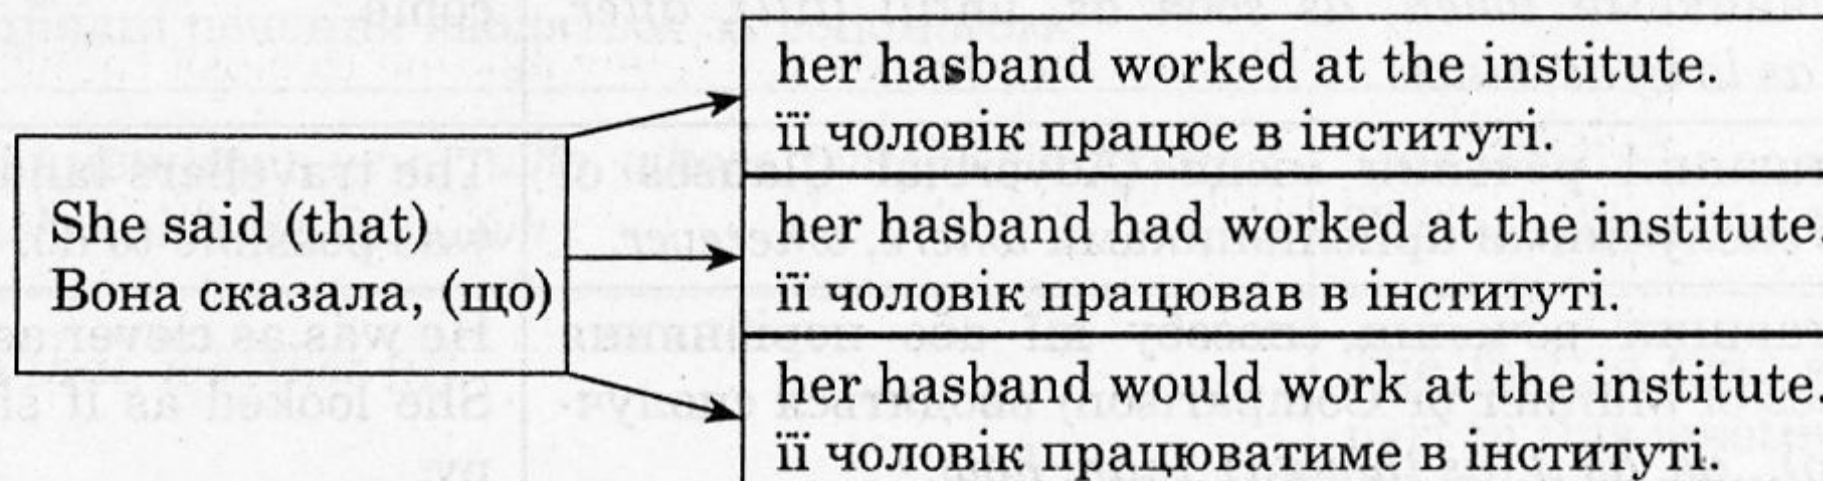 She said (that)
Вона сказала, (що)
her hasband worked at the institute.
її чоловік працює в інституті.
her hasband had worked at the institute.
її чоловік працював в інституті.
her hasband would work at the institute.
її чоловік працюватиме в інституті.